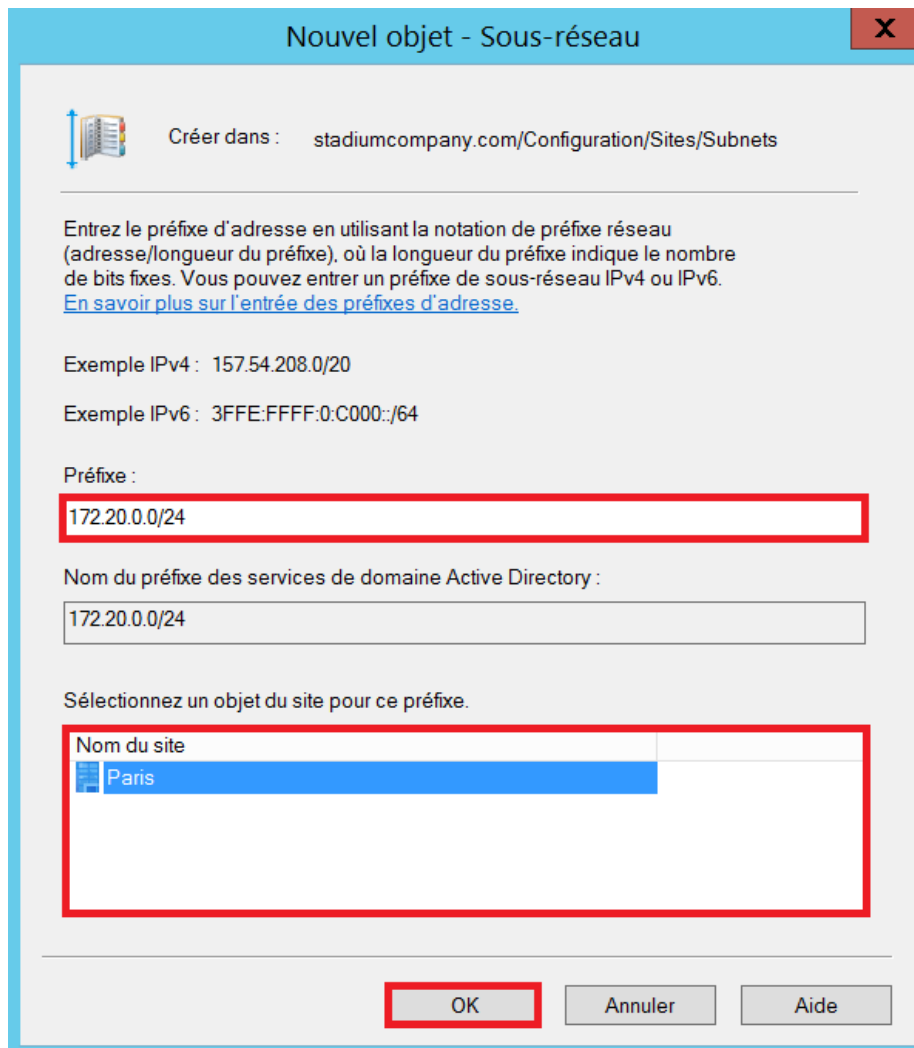 Nouvel objet - Sous-réseau
X
Créer dans : stadiumcompany.com/Configuration/Sites/Subnets
Entrez le préfixe d'adresse en utilisant la notation de préfixe réseau
(adresse/longueur du préfixe), où la longueur du préfixe indique le nombre
de bits fixes. Vous pouvez entrer un préfixe de sous-réseau IPv4 ou IPv6.
En savoir plus sur l'entrée des préfixes d'adresse.
Exemple IPv4 : 157.54.208.0/20
Exemple IPv6 : 3FFE:FFFF:0:C000::/64
Préfixe :
172.20.0.0/24
Nom du préfixe des services de domaine Active Directory :
172.20.0.0/24
Sélectionnez un objet du site pour ce préfixe.
Nom du site
Paris
OK Annuler Aide